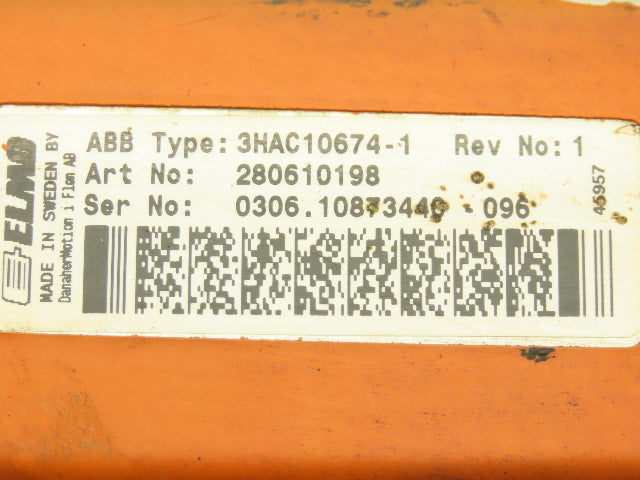 ABB Type: 3HAC10674-1 Rev No: 1
Art No: 280610198
Ser No: - 096
ELMO
MADE IN SWEDEN BY
DanaherMotion i Flen AB
45957